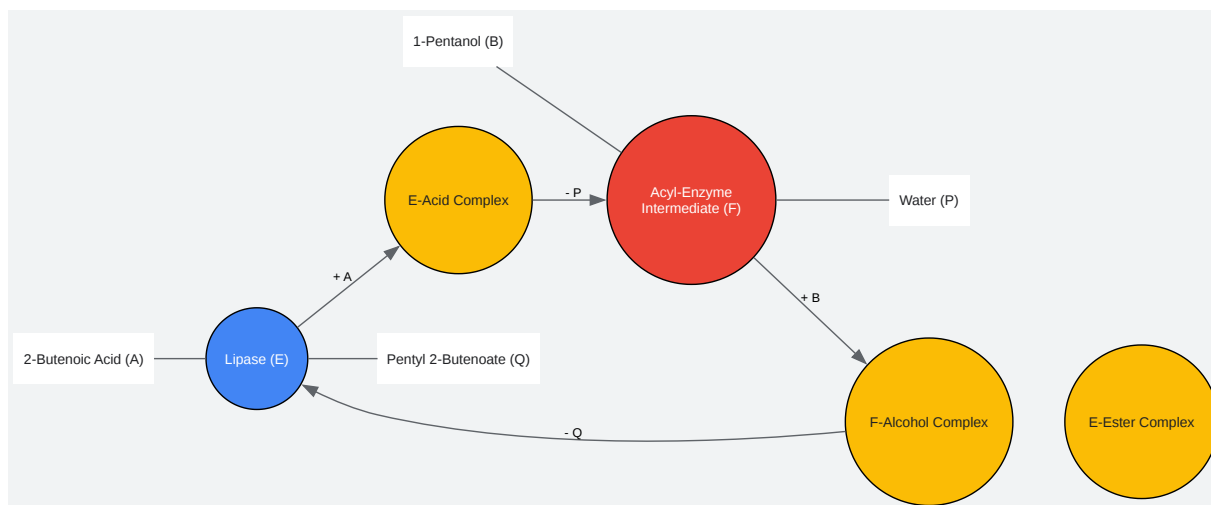 1-Pentanol (B)
E-Acid Complex
- P
Acyl-Enzyme
Intermediate (F)
Water (P)
+ A
+ B
2-Butenoic Acid (A)
Lipase (E)
Pentyl 2-Butenoate (Q)
- Q
F-Alcohol Complex
E-Ester Complex